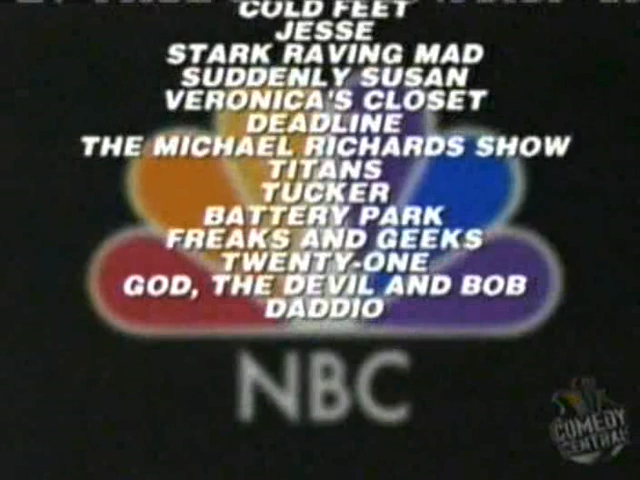 COLD FEET
JESSE
STARK RAVING MAD
SUDDENLY SUSAN
VERONICA'S CLOSET
DEADLINE
THE MICHAEL RICHARDS SHOW
TITANS
TUCKER
BATTERY PARK
FREAKS AND GEEKS
TWENTY-ONE
GOD, THE DEVIL AND BOB
DADDIO
NBC
COMEDY
CENTRAL